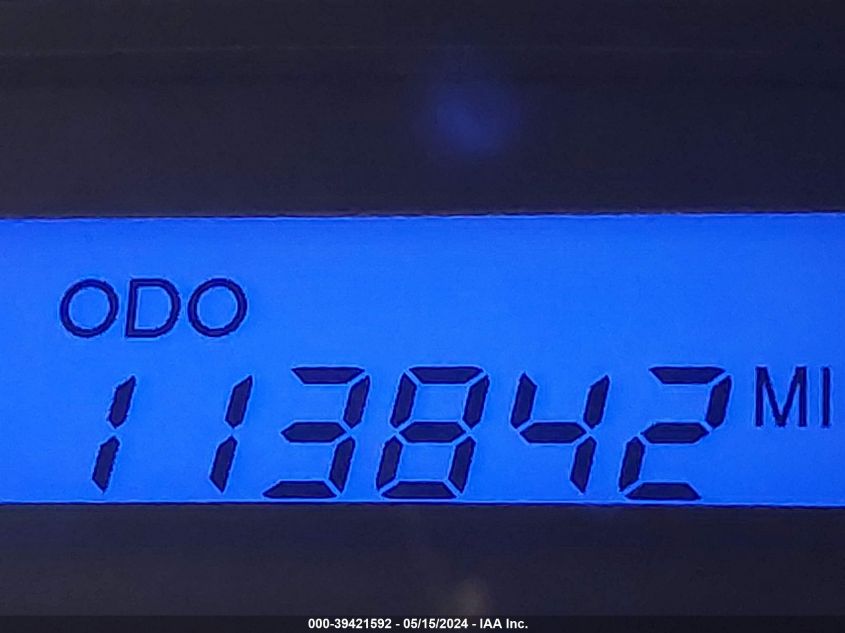 ODO
113842 MI
000-39421592 - 05/15/2024 - IAA Inc.